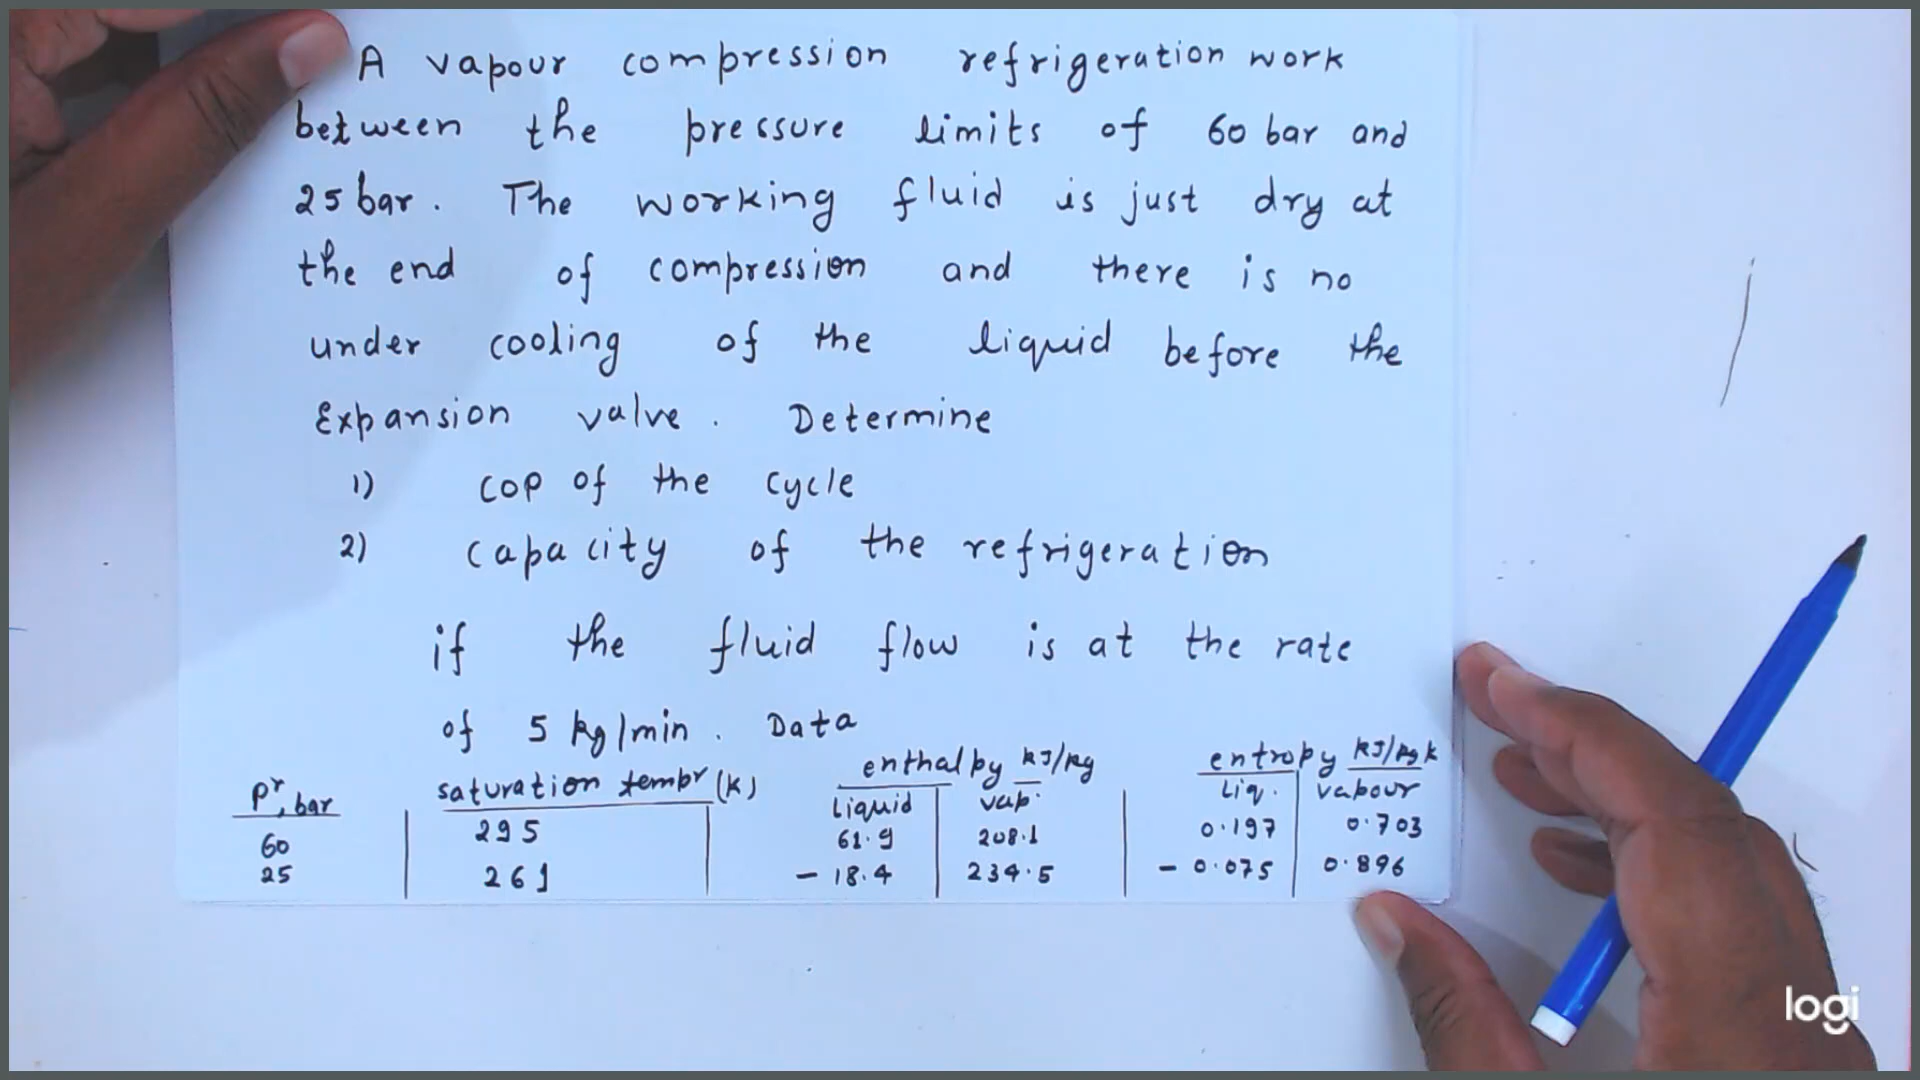 A vapour compression refrigeration work
between the pressure limits of 60 bar and
25 bar. The working fluid is just dry at
the end of compression and there is no
under cooling of the liquid before the
Expansion valve. Determine
1) COP of the cycle
2) capacity of the refrigeration
if the fluid flow is at the rate
of 5 kg/min. Data
Pr, bar saturation tempr (K) enthalpy kJ/kg entropy kJ/kg k
Liquid vap. Liq. vapour
60 295 61.9 208.1 0.197 0.703
25 261 - 18.4 234.5 - 0.075 0.896
logi